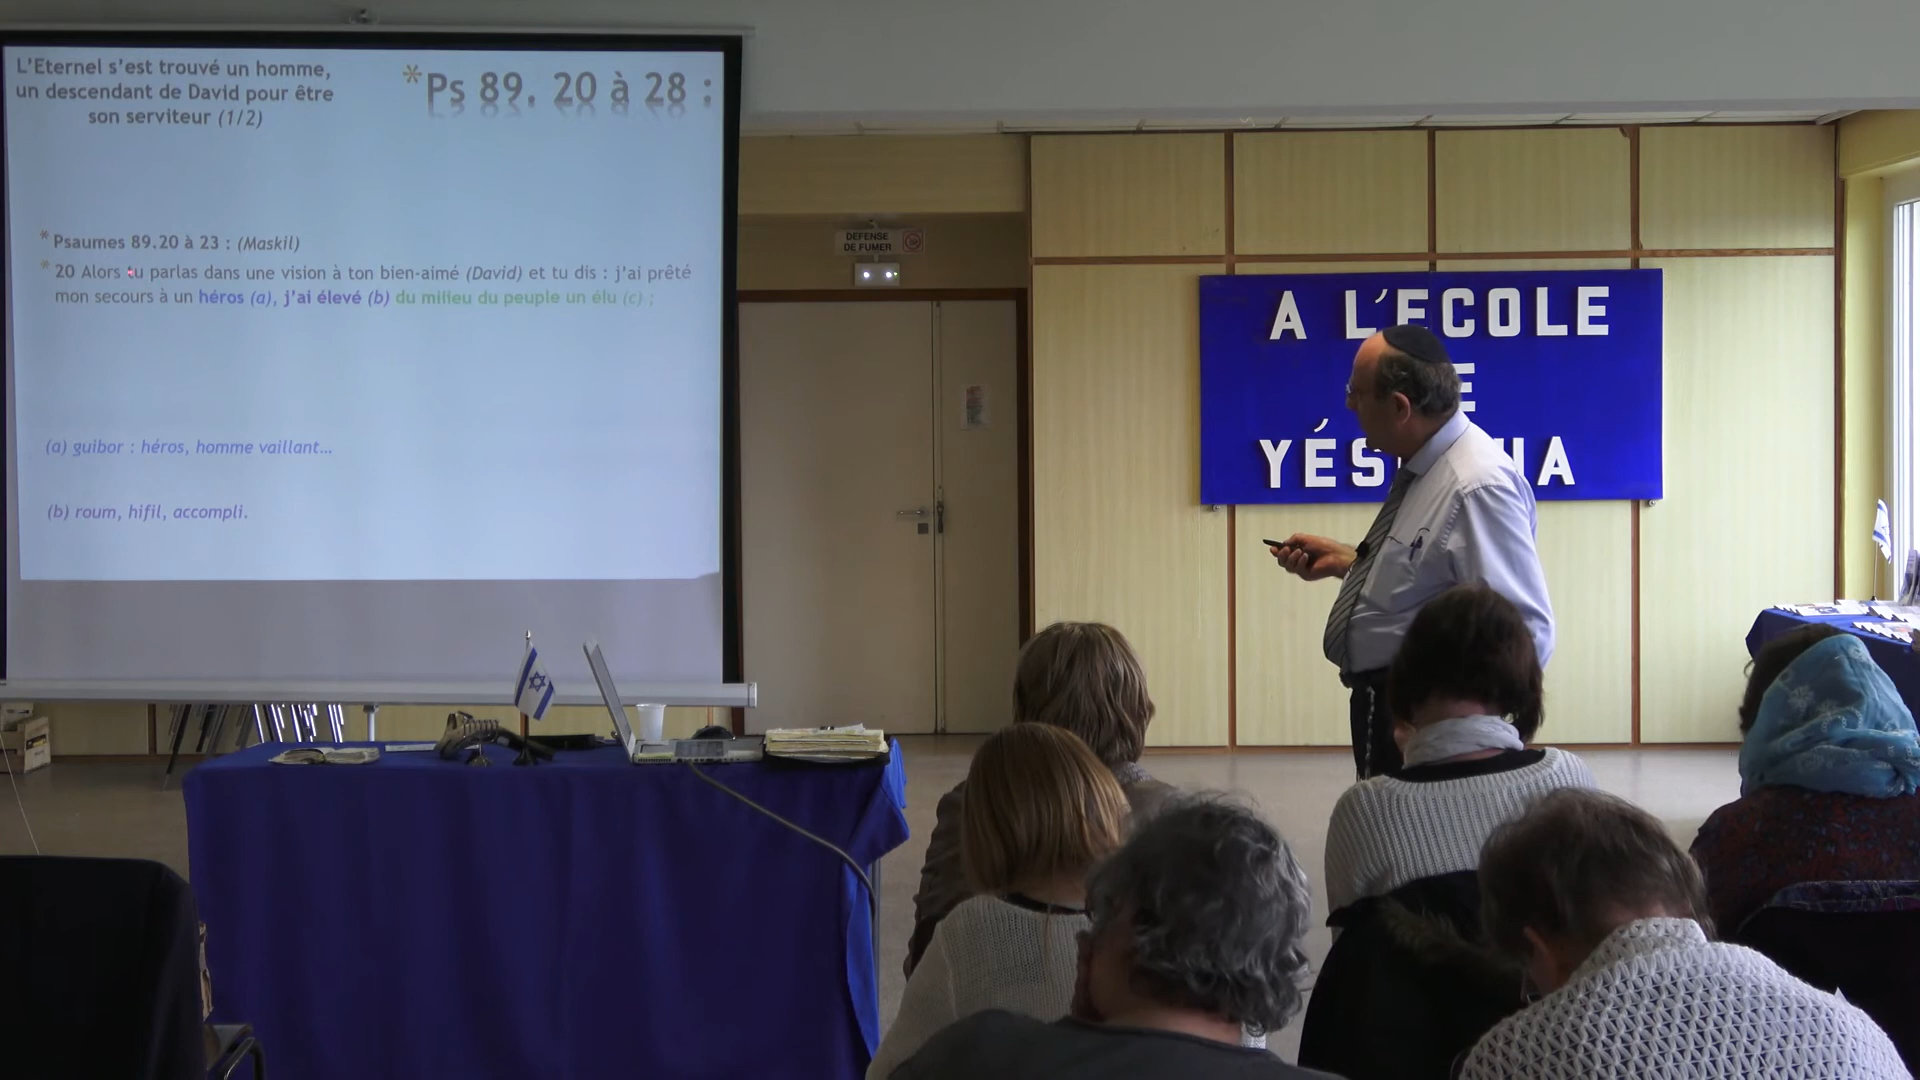 L'Eternel s'est trouvé un homme,
un descendant de David pour être
son serviteur (1/2)
*Ps 89. 20 à 28 :
* Psaumes 89.20 à 23 : (Maskil)
* 20 Alors tu parlas dans une vision à ton bien-aimé (David) et tu dis : j'ai prêté
mon secours à un héros (a), j'ai élevé (b) du milieu du peuple un élu (c) ;
(a) guibor : héros, homme vaillant…
(b) roum, hifil, accompli.
DEFENSE
DE FUMER
A L'ECOLE
E
YÉS HA